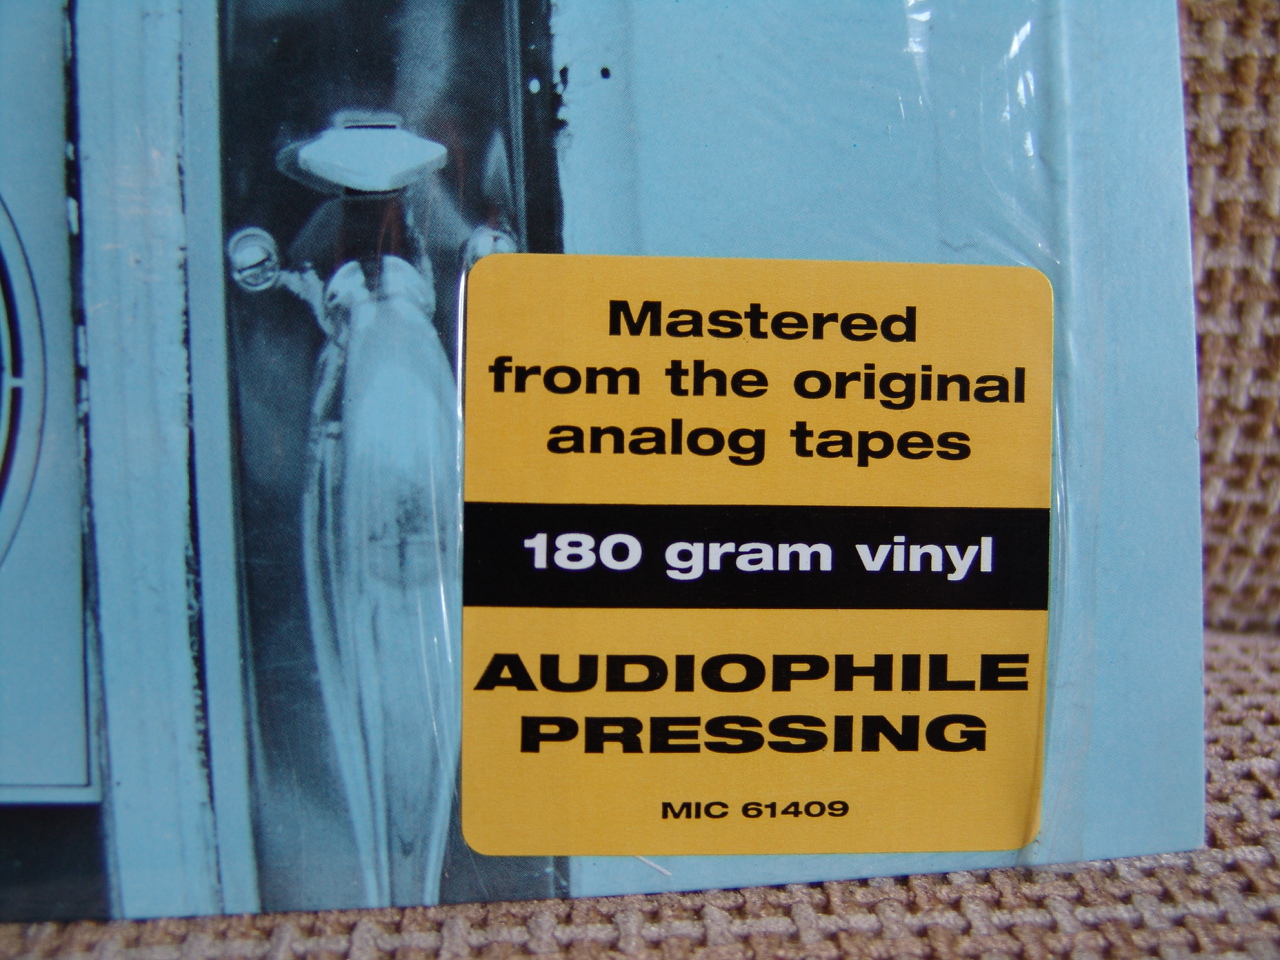 Mastered
from the original
analog tapes
180 gram vinyl
AUDIOPHILE
PRESSING
MIC 61409